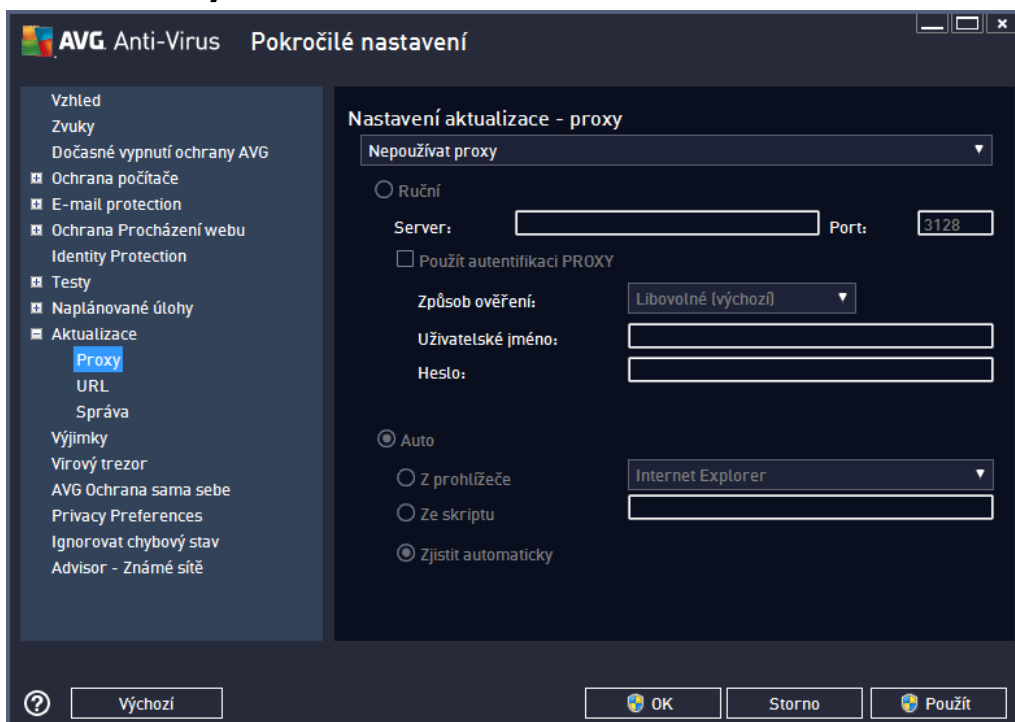 AVG. Anti-Virus Pokročilé nastavení
Vzhled
Zvuky
Dočasné vypnutí ochrany AVG
Ochrana počítače
E-mail protection
Ochrana Procházení webu
Identity Protection
Testy
Naplánované úlohy
Aktualizace
Proxy
URL
Správa
Výjimky
Virový trezor
AVG Ochrana sama sebe
Privacy Preferences
Ignorovat chybový stav
Advisor - Známé sítě
Nastavení aktualizace - proxy
Nepoužívat proxy
Ruční
Server: Port: 3128
Použít autentifikaci PROXY
Způsob ověření: Libovolné (výchozí)
Uživatelské jméno:
Heslo:
Auto
Z prohlížeče Internet Explorer
Ze skriptu
Zjistit automaticky
Výchozí OK Storno Použít